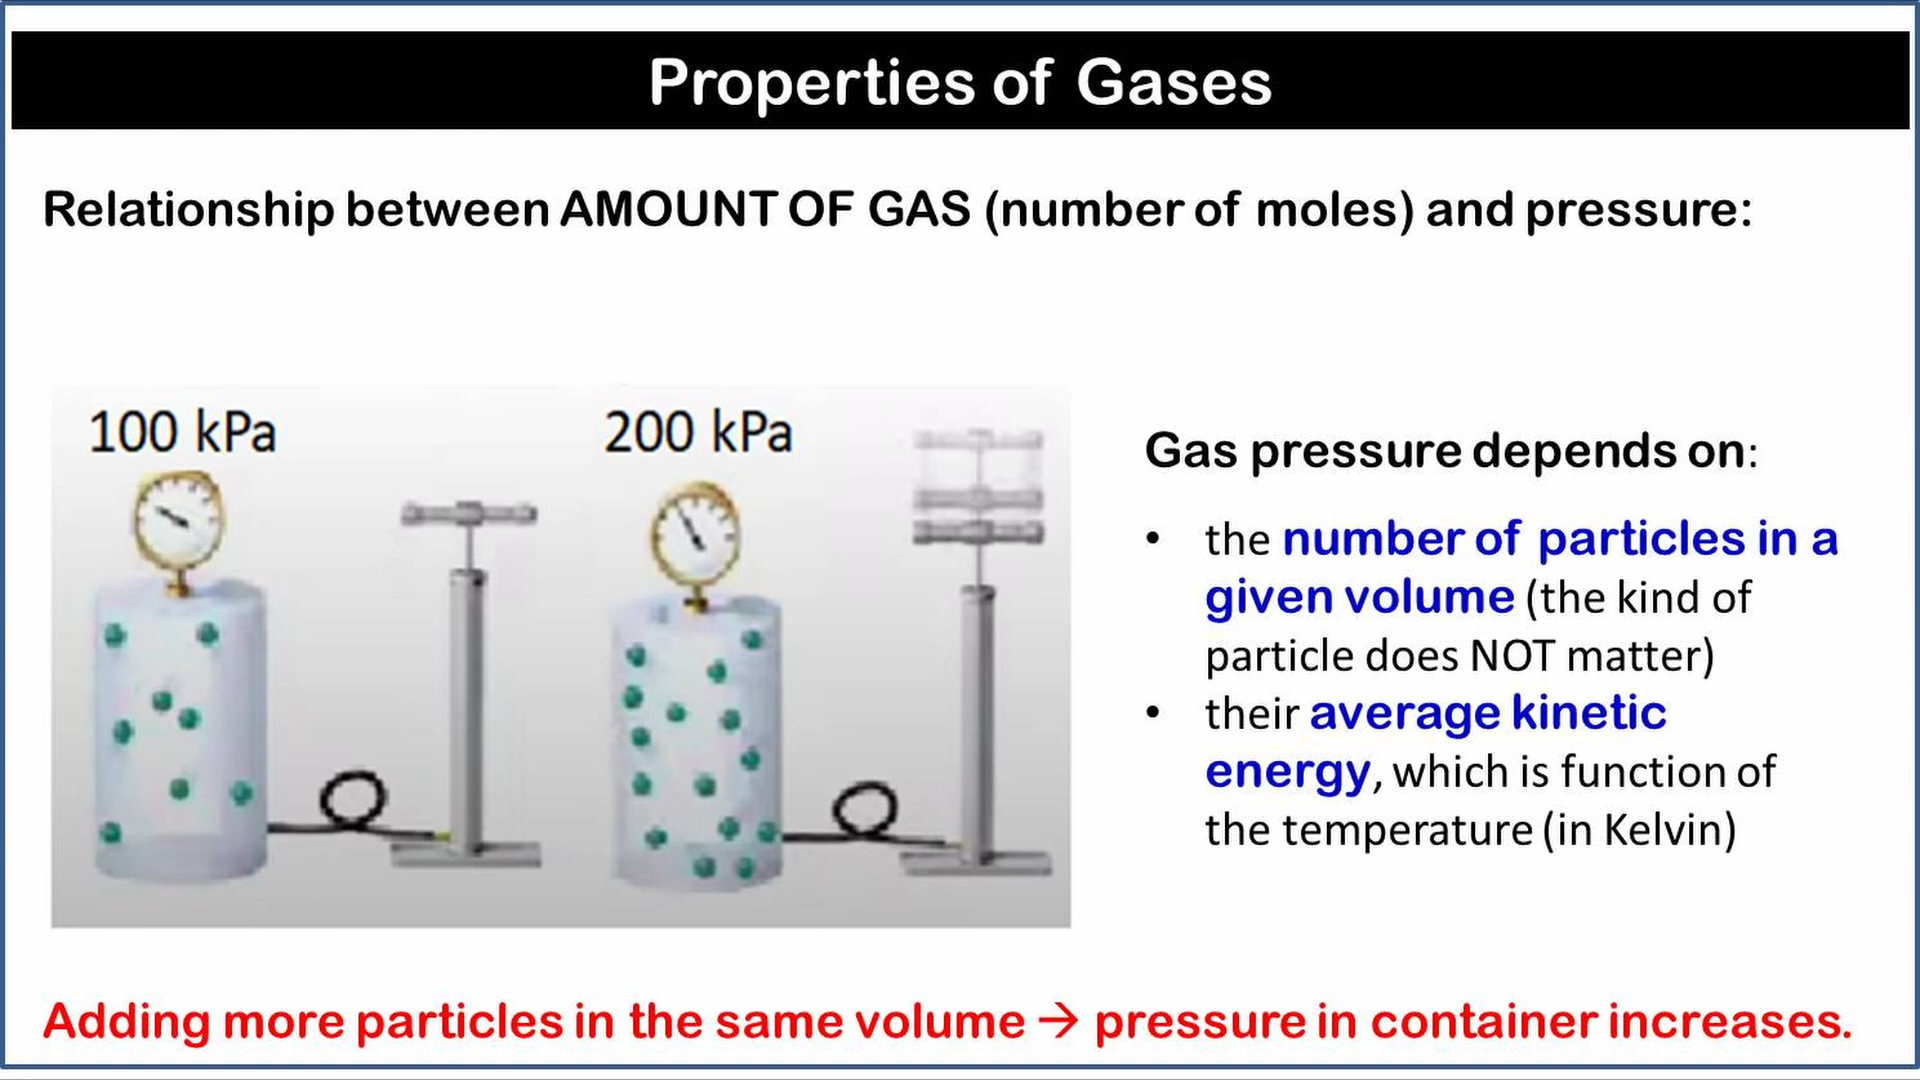 Properties of Gases
Relationship between AMOUNT OF GAS (number of moles) and pressure:
100 kPa
200 kPa
Gas pressure depends on:
• the number of particles in a
given volume (the kind of
particle does NOT matter)
• their average kinetic
energy, which is function of
the temperature (in Kelvin)
Adding more particles in the same volume → pressure in container increases.